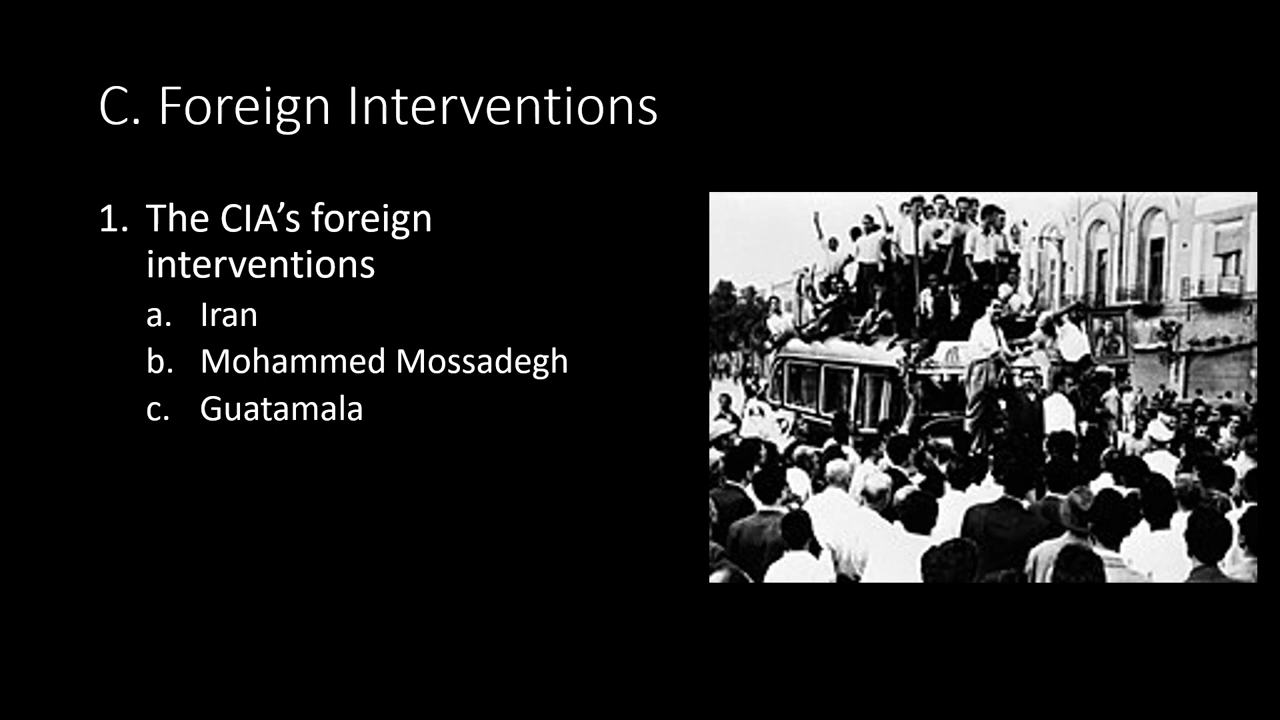 C. Foreign Interventions
1. The CIA’s foreign
interventions
a. Iran
b. Mohammed Mossadegh
c. Guatamala